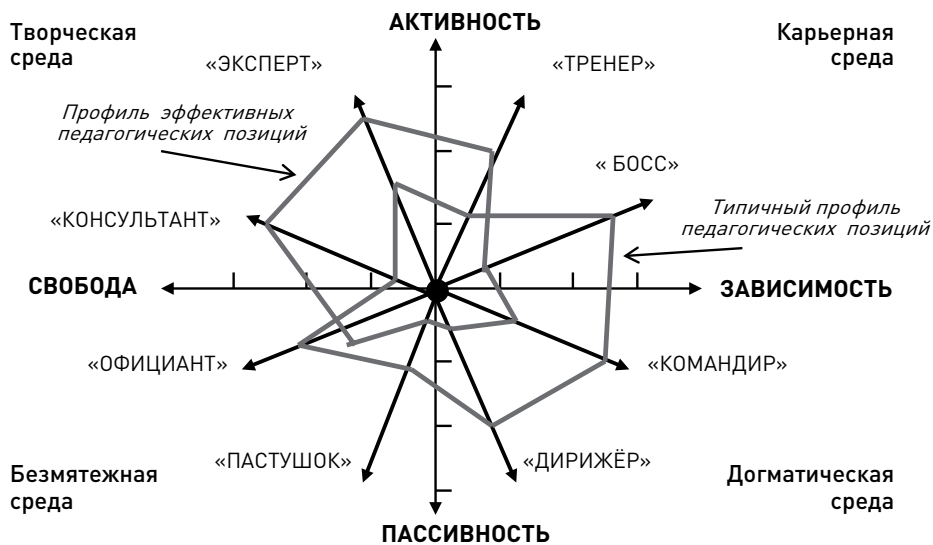 АКТИВНОСТЬ
Творческая
среда
Карьерная
среда
«ЭКСПЕРТ»
«ТРЕНЕР»
Профиль эффективных
педагогических позиций
« БОСС»
Типичный профиль
педагогических позиций
«КОНСУЛЬТАНТ»
СВОБОДА
ЗАВИСИМОСТЬ
«ОФИЦИАНТ»
«КОМАНДИР»
«ПАСТУШОК»
«ДИРИЖЁР»
Безмятежная
среда
Догматическая
среда
ПАССИВНОСТЬ